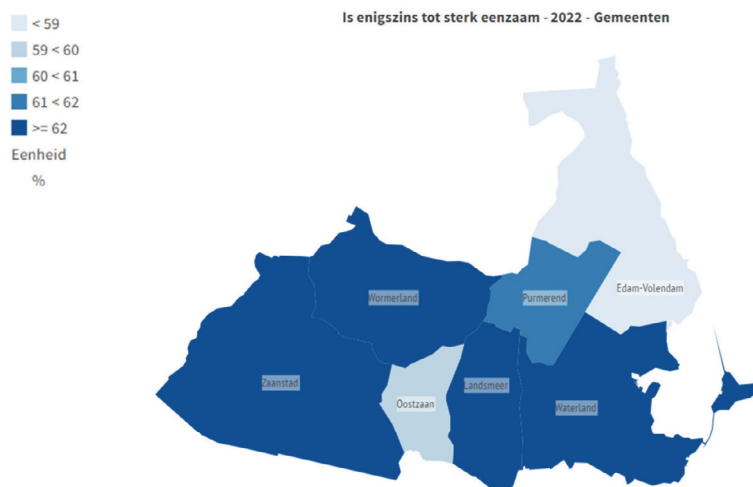 Is enigszins tot sterk eenzaam - 2022 - Gemeenten
< 59
59 < 60
60 < 61
61 < 62
>= 62
Eenheid
%
Wormerland
Purmerend
Edam-Volendam
Zaanstad
Oostzaan
Landsmeer
Waterland